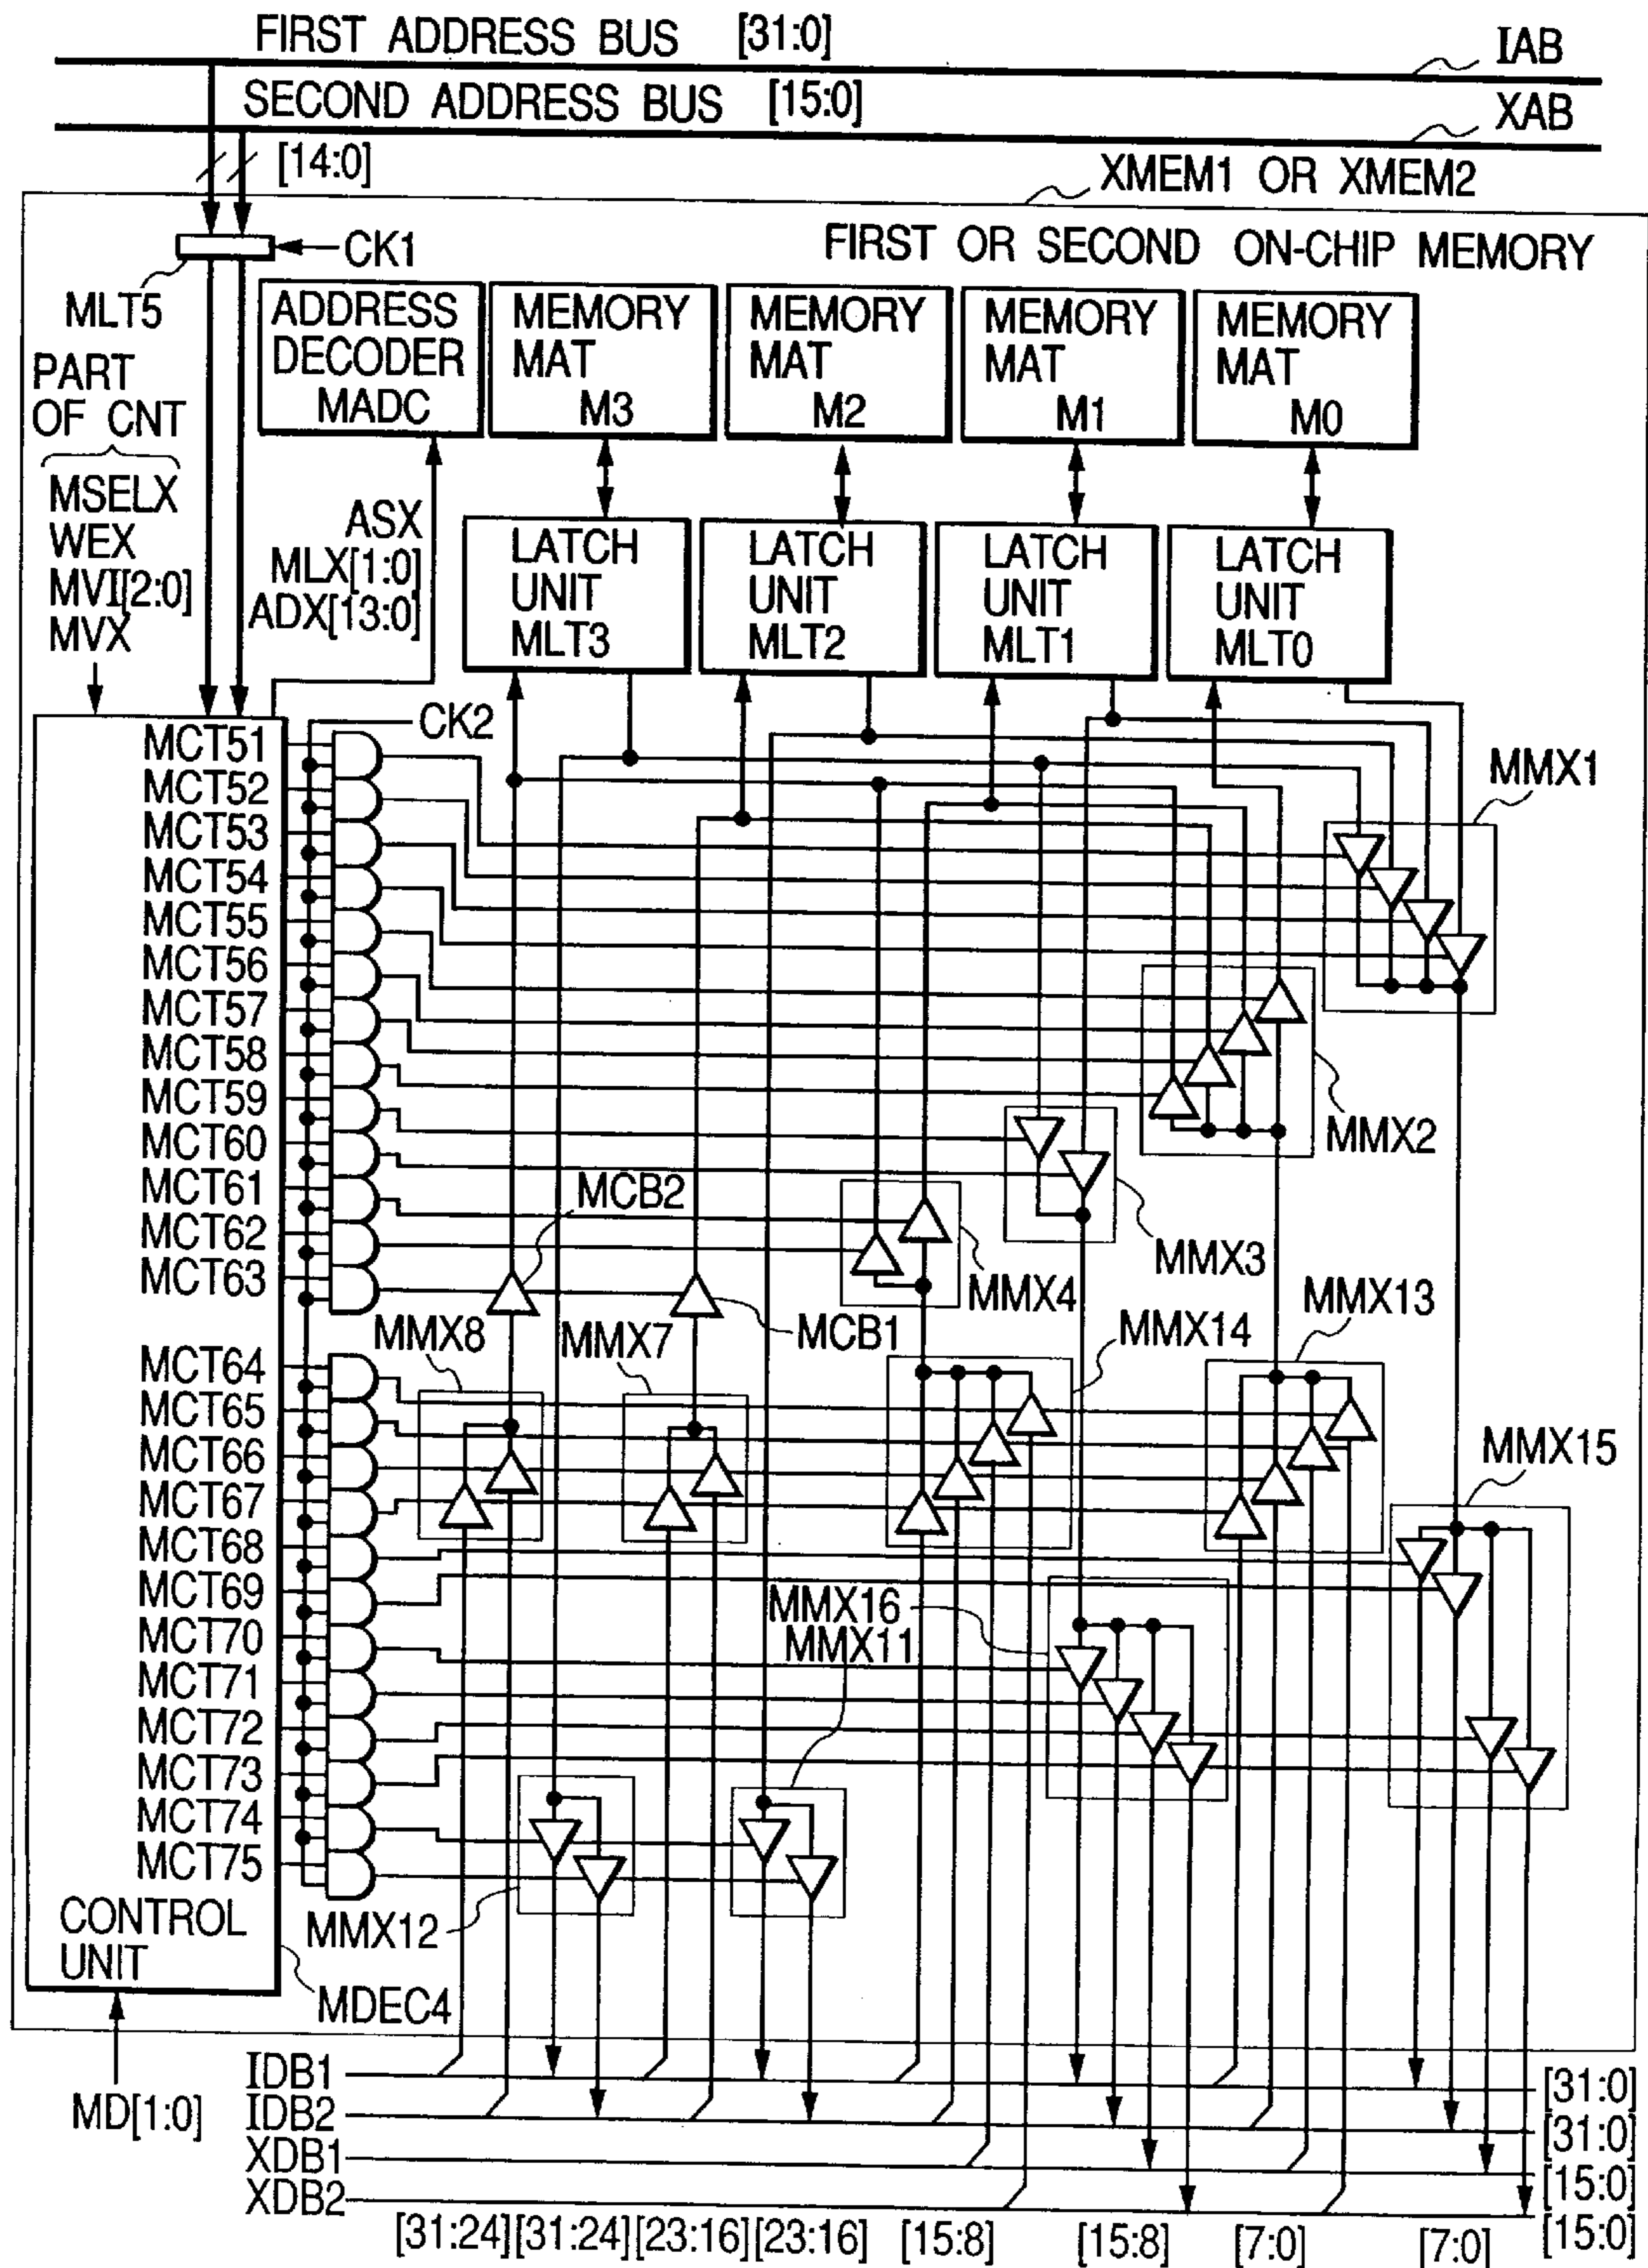 FIRST ADDRESS BUS [31:0]
IAB
SECOND ADDRESS BUS [15:0]
XAB
[14:0]
XMEM1 OR XMEM2
CK1
FIRST OR SECOND ON-CHIP MEMORY
MLT5
ADDRESS
DECODER
MADC
MEMORY
MAT
M3
MEMORY
MAT
M2
MEMORY
MAT
M1
MEMORY
MAT
M0
PART
OF CNT
MSELX
WEX
MVI[2:0]
MVX
ASX
MLX[1:0]
ADX[13:0]
LATCH
UNIT
MLT3
LATCH
UNIT
MLT2
LATCH
UNIT
MLT1
LATCH
UNIT
MLT0
CK2
MCT51
MCT52
MCT53
MCT54
MCT55
MCT56
MCT57
MCT58
MCT59
MCT60
MCT61
MCT62
MCT63
MCT64
MCT65
MCT66
MCT67
MCT68
MCT69
MCT70
MCT71
MCT72
MCT73
MCT74
MCT75
CONTROL
UNIT
MDEC4
MMX1
MMX2
MCB2
MMX3
MMX4
MMX13
MCB1
MMX14
MMX8
MMX7
MMX15
MMX16
MMX11
MMX12
MD[1:0]
IDB1
[31:0]
IDB2
[31:0]
XDB1
[15:0]
XDB2
[15:0]
[31:24] [31:24] [23:16] [23:16] [15:8] [15:8] [7:0] [7:0]